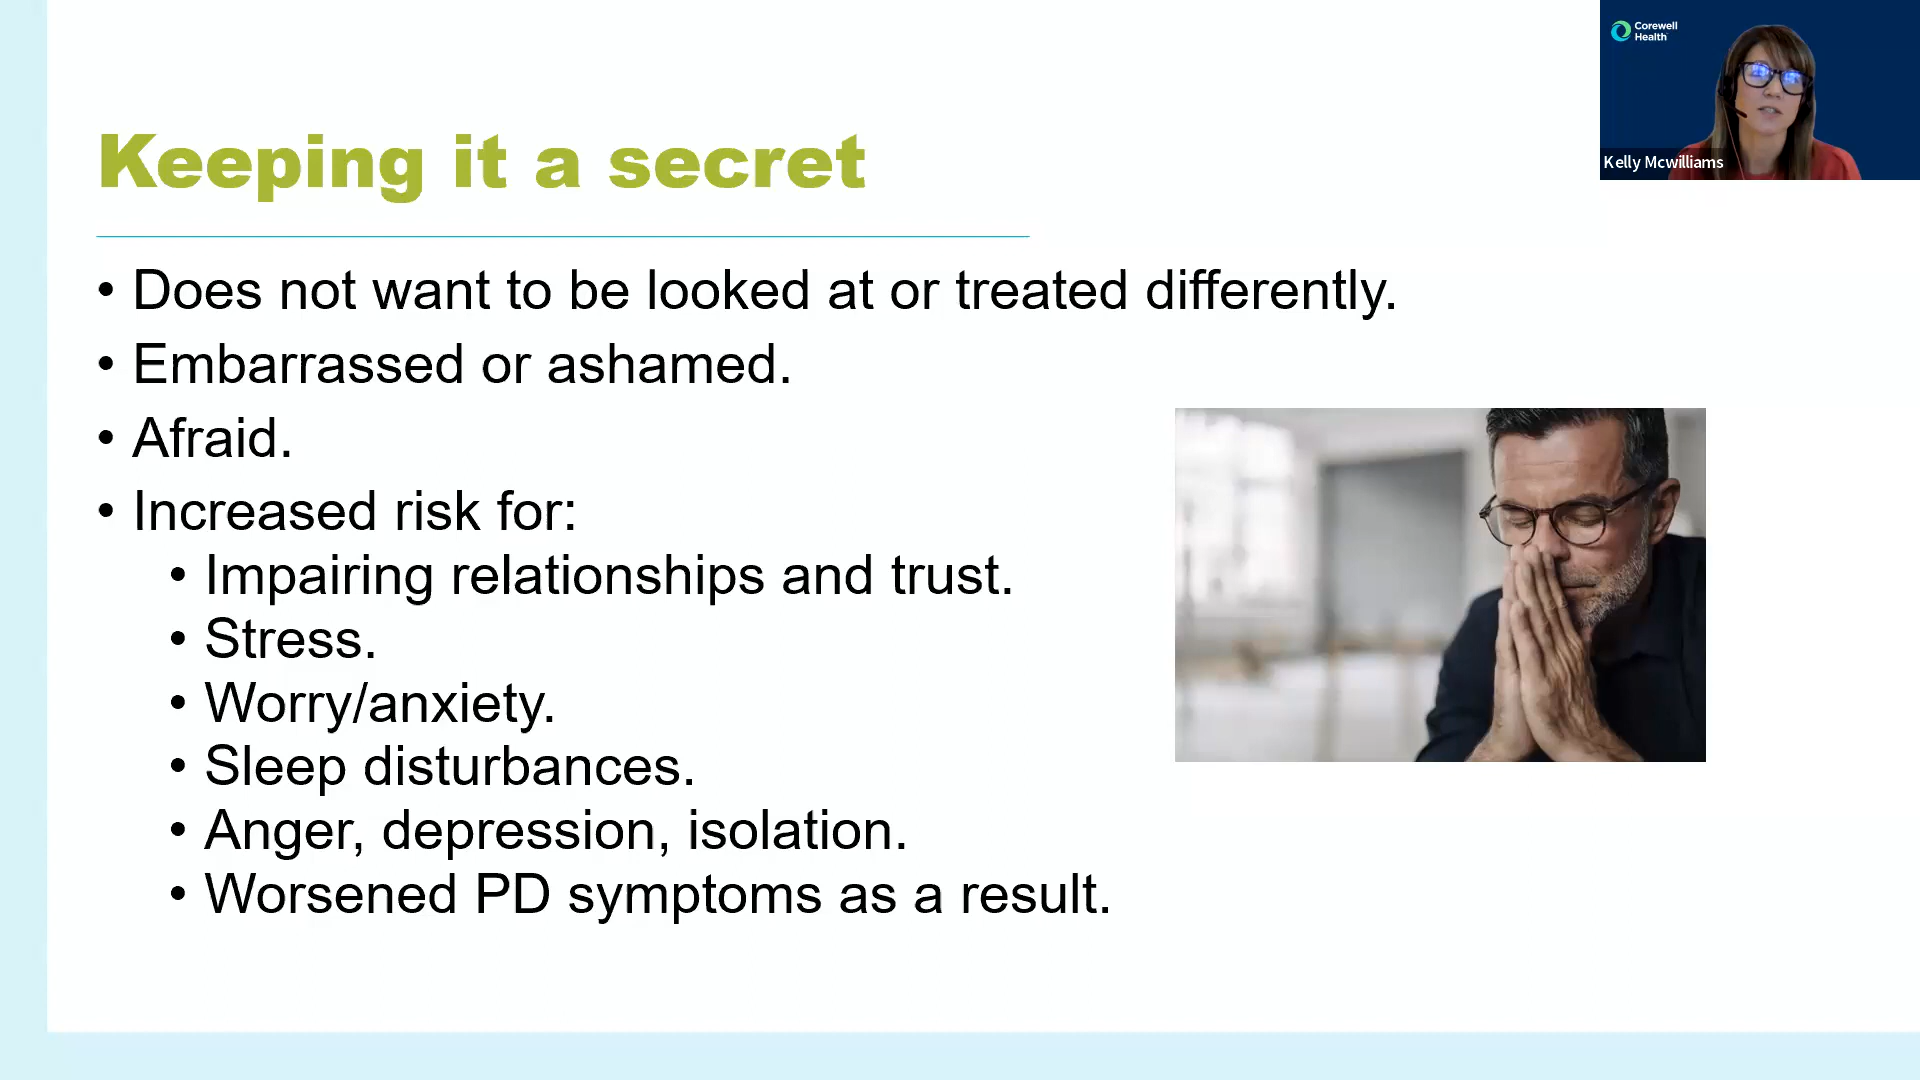 Corewell
Health
Kelly Mcwilliams
Keeping it a secret
• Does not want to be looked at or treated differently.
• Embarrassed or ashamed.
• Afraid.
• Increased risk for:
• Impairing relationships and trust.
• Stress.
• Worry/anxiety.
• Sleep disturbances.
• Anger, depression, isolation.
• Worsened PD symptoms as a result.